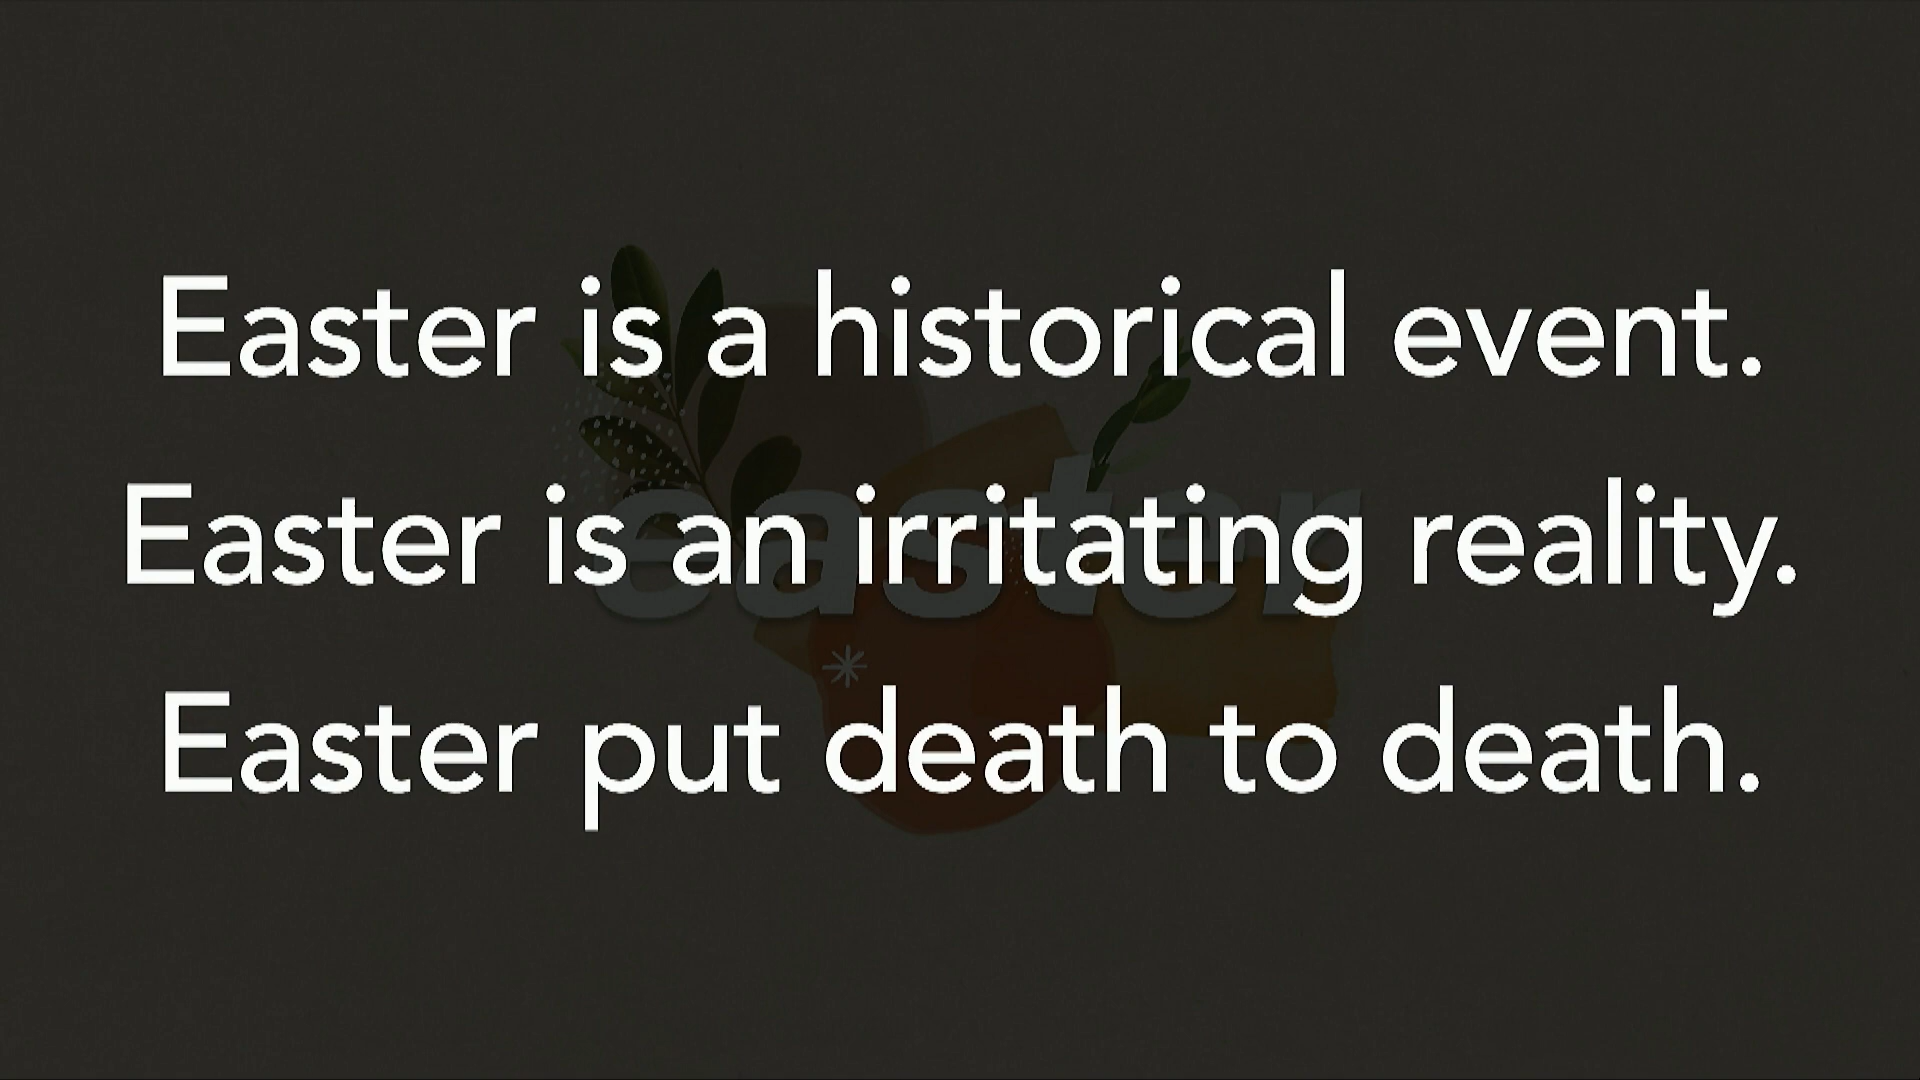 Easter is a historical event.
easter
Easter is an irritating reality.
Easter put death to death.